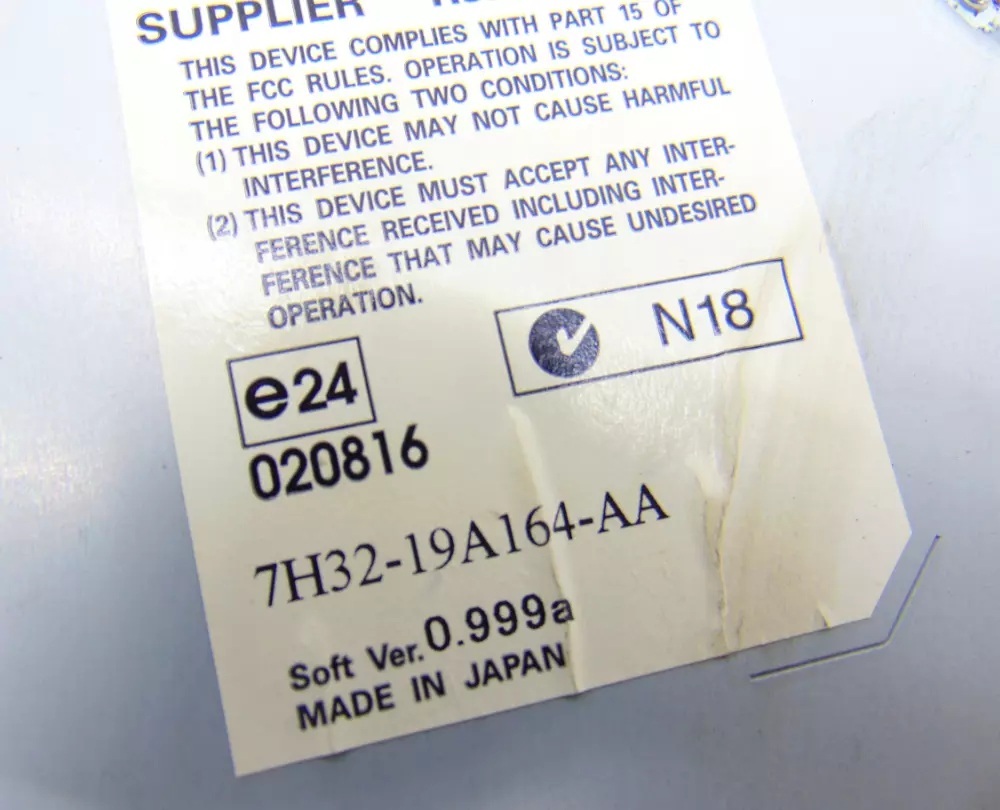 SUPPLIER
THIS DEVICE COMPLIES WITH PART 15 OF
THE FCC RULES. OPERATION IS SUBJECT TO
THE FOLLOWING TWO CONDITIONS:
(1) THIS DEVICE MAY NOT CAUSE HARMFUL
INTERFERENCE.
(2) THIS DEVICE MUST ACCEPT ANY INTER-
FERENCE RECEIVED INCLUDING INTER-
FERENCE THAT MAY CAUSE UNDESIRED
OPERATION.
N18
e24
020816
7H32-19A164-AA
Soft Ver. 0.999a
MADE IN JAPAN